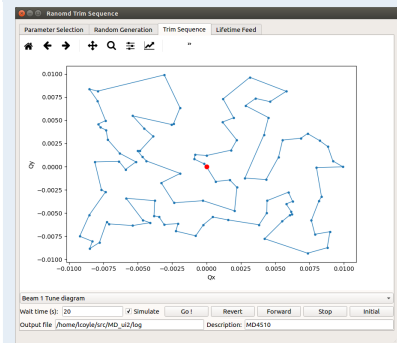 Ranomd Trim Sequence
Parameter Selection Random Generation Trim Sequence Lifetime Feed
»
0.0100
0.0075
0.0050
0.0025
0.0000
−0.0025
−0.0050
−0.0075
−0.0100
Qy
−0.0100 −0.0075 −0.0050 −0.0025 0.0000 0.0025 0.0050 0.0075 0.0100
Qx
Beam 1 Tune diagram
Wait time (s): 20 Simulate Go ! Revert Forward Stop Initial
Output file /home/lcoyle/src/MD_ui2/log Description: MD4510